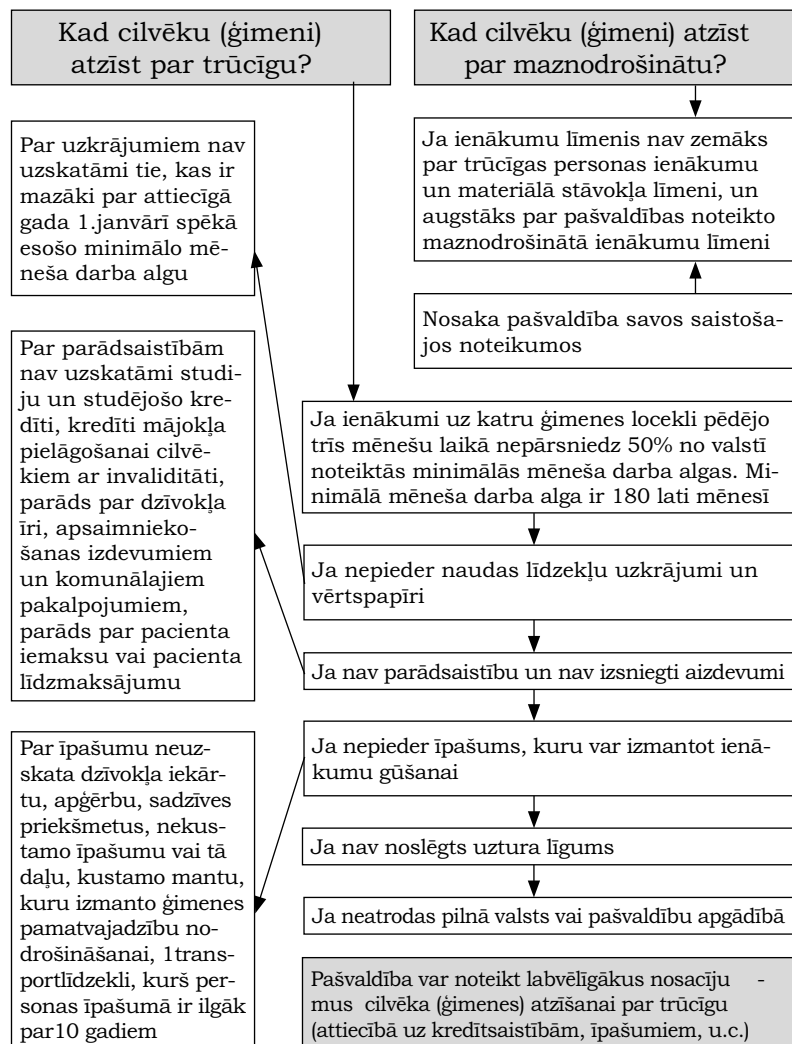 Kad cilvēku (ģimeni)
atzīst par trūcīgu?
Kad cilvēku (ģimeni) atzīst
par maznodrošinātu?
Par uzkrājumiem nav
uzskatāmi tie, kas ir
mazāki par attiecīgā
gada 1.janvārī spēkā
esošo minimālo mē-
neša darba algu
Ja ienākumu līmenis nav zemāks
par trūcīgas personas ienākumu
un materiālā stāvokļa līmeni, un
augstāks par pašvaldības noteikto
maznodrošinātā ienākumu līmeni
Nosaka pašvaldība savos saistoša-
jos noteikumos
Par parādsaistībām
nav uzskatāmi studi-
ju un studējošo kre-
dīti, kredīti mājokļa
pielāgošanai cilvē-
kiem ar invaliditāti,
parāds par dzīvokļa
īri, apsaimnieko-
šanas izdevumiem
un komunālajiem
pakalpojumiem,
parāds par pacienta
iemaksu vai pacienta
līdzmaksājumu
Ja ienākumi uz katru ģimenes locekli pēdējo
trīs mēnešu laikā nepārsniedz 50% no valstī
noteiktās minimālās mēneša darba algas. Mi-
nimālā mēneša darba alga ir 180 lati mēnesī
Ja nepieder naudas līdzekļu uzkrājumi un
vērtspapīri
Ja nav parādsaistību un nav izsniegti aizdevumi
Ja nepieder īpašums, kuru var izmantot ienā-
kumu gūšanai
Ja nav noslēgts uztura līgums
Ja neatrodas pilnā valsts vai pašvaldību apgādībā
Par īpašumu neuz-
skata dzīvokļa iekār-
tu, apģērbu, sadzīves
priekšmetus, nekus-
tamo īpašumu vai tā
daļu, kustamo mantu,
kuru izmanto ģimenes
pamatvajadzību no-
drošināšanai, 1trans-
portlīdzekli, kurš per-
sonas īpašumā ir ilgāk
par10 gadiem
Pašvaldība var noteikt labvēlīgākus nosacīju -
mus cilvēka (ģimenes) atzīšanai par trūcīgu
(attiecībā uz kredītsaistībām, īpašumiem, u.c.)